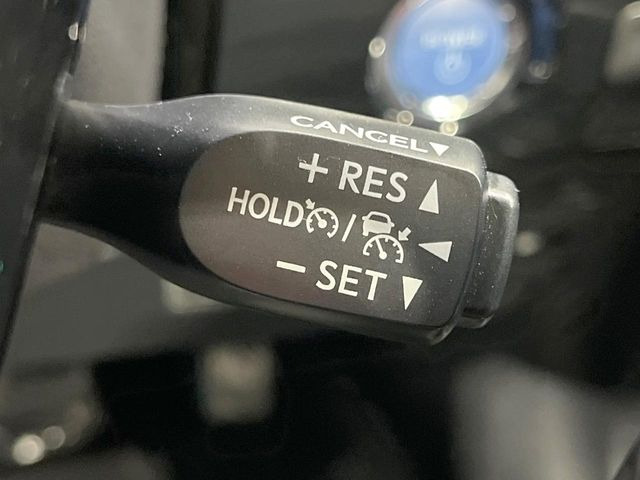 CANCEL▼
+ RES ▲
HOLD / ◀
− SET ▼